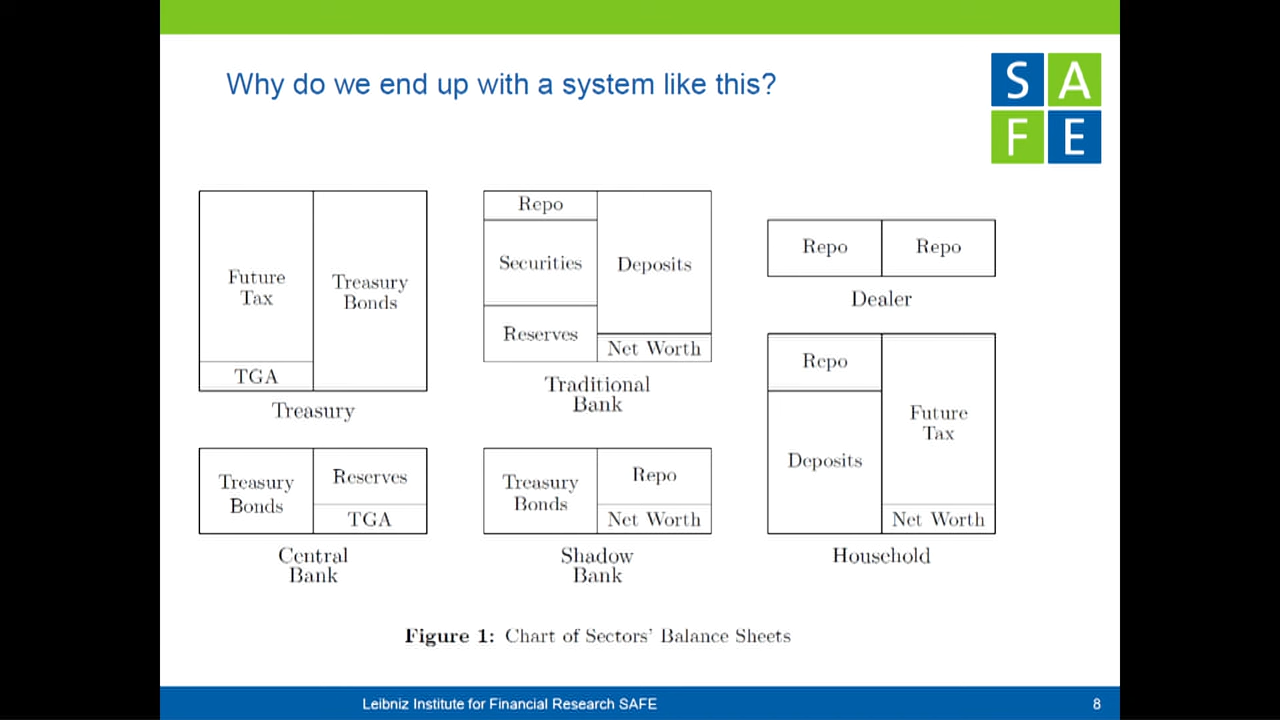 Why do we end up with a system like this?
S A
F E
Future
Tax
TGA
Treasury
Bonds
Treasury
Repo
Securities
Reserves
Deposits
Net Worth
Traditional
Bank
Repo
Repo
Dealer
Treasury
Bonds
Reserves
TGA
Central
Bank
Treasury
Bonds
Repo
Net Worth
Shadow
Bank
Repo
Deposits
Future
Tax
Net Worth
Household
Figure 1: Chart of Sectors' Balance Sheets
Leibniz Institute for Financial Research SAFE
8